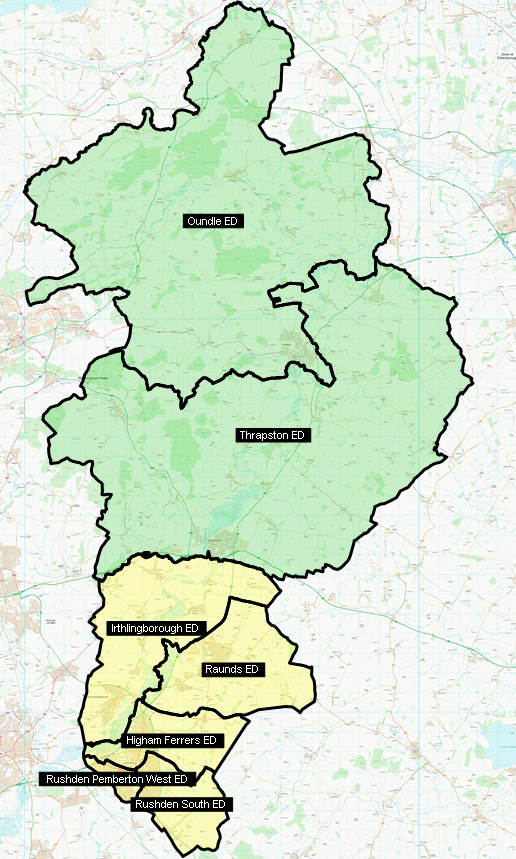 Oundle ED
Thrapston ED
Irthlingborough ED
Raunds ED
Higham Ferrers ED
Rushden Pemberton West ED
Rushden South ED